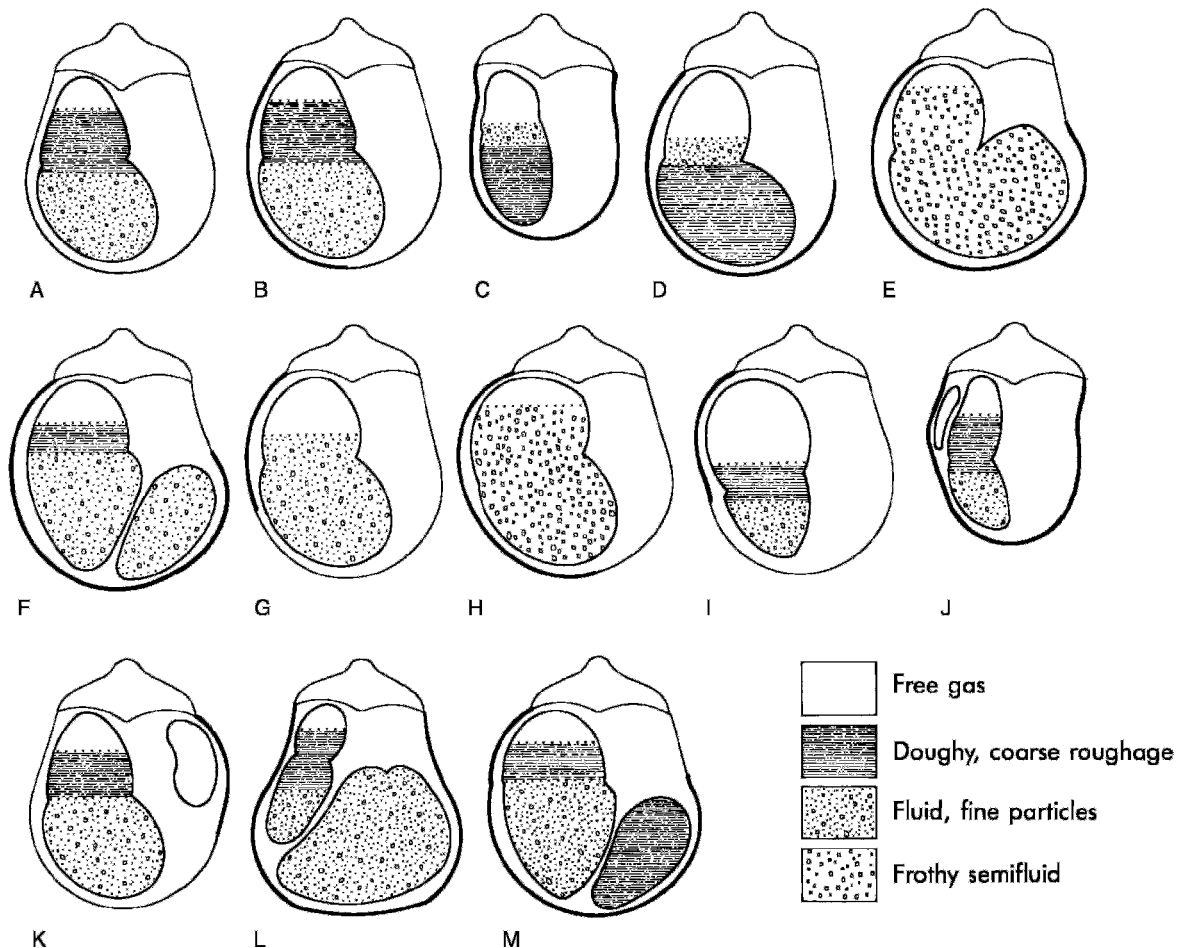 A B C D E
F G H I J
Free gas
Doughy, coarse roughage
Fluid, fine particles
Frothy semifluid
K L M